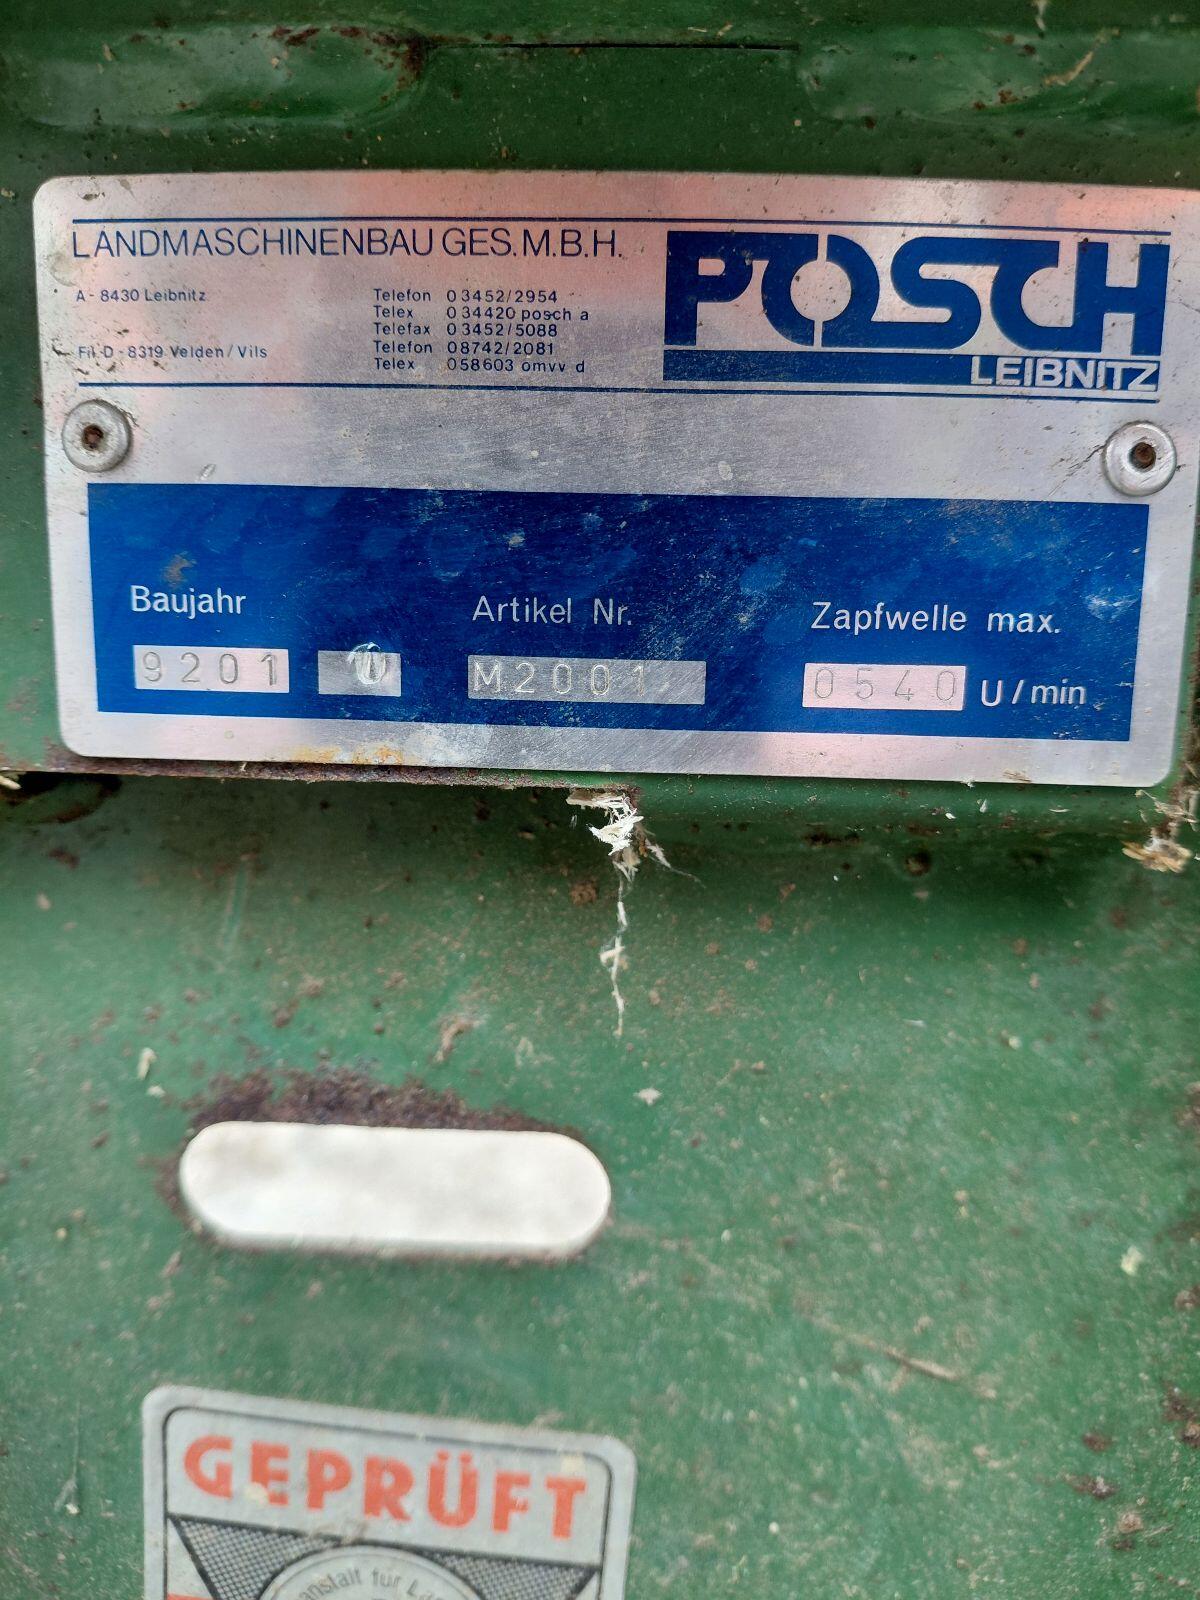 LANDMASCHINENBAU GES.M.B.H.
A - 8430 Leibnitz
Fil. D - 8319 Velden / Vils
Telefon 03452/2954
Telex 034420 posch a
Telefax 03452/5088
Telefon 08742/2081
Telex 058603 omvv d
POSCH
LEIBNITZ
Baujahr Artikel Nr. Zapfwelle max.
9201 M2001 0540 U/min
GEPRÜFT
für